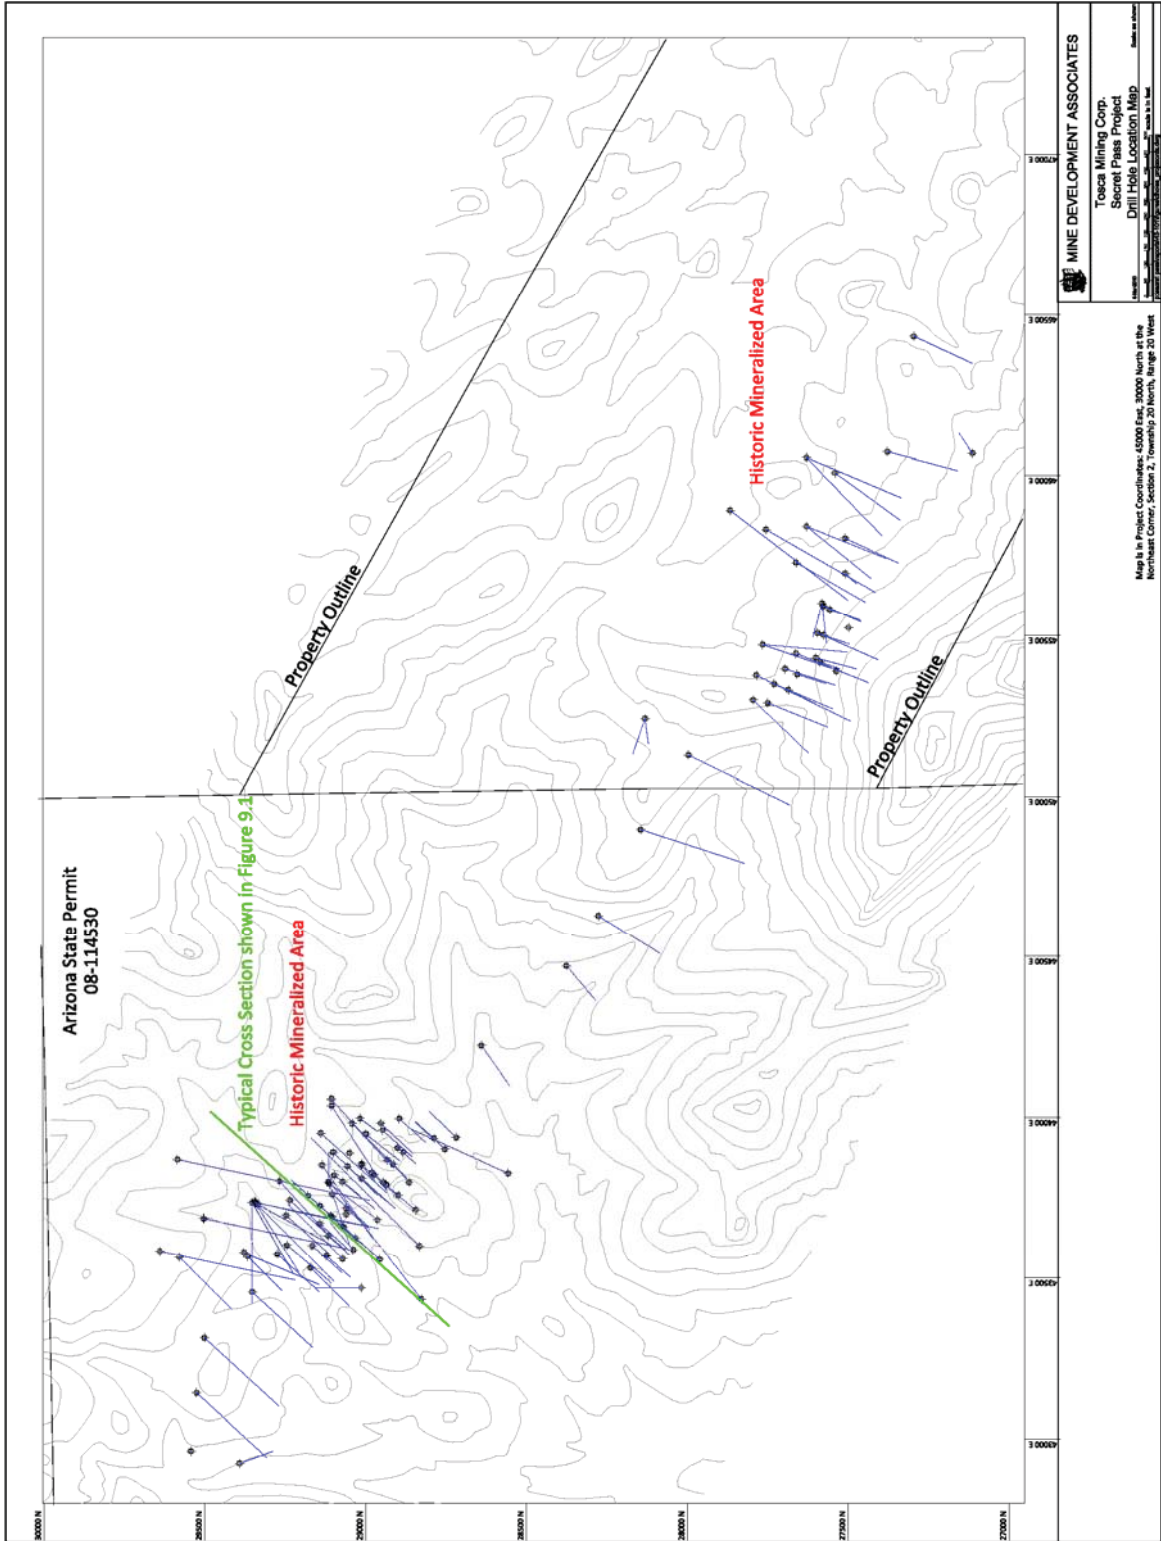 Arizona State Permit
08-114530
Typical Cross Section shown in Figure 9.1
Historic Mineralized Area
Property Outline
Historic Mineralized Area
Property Outline
30000 N
29500 N
29000 N
28500 N
28000 N
27500 N
27000 N
43000 E
43500 E
44000 E
44500 E
45000 E
45500 E
46000 E
46500 E
47000 E
MINE DEVELOPMENT ASSOCIATES
Tosca Mining Corp.
Secret Pass Project
Drill Hole Location Map
Map is in Project Coordinates: 45000 East, 30000 North at the
Northeast Corner, Section 2, Township 20 North, Range 20 West